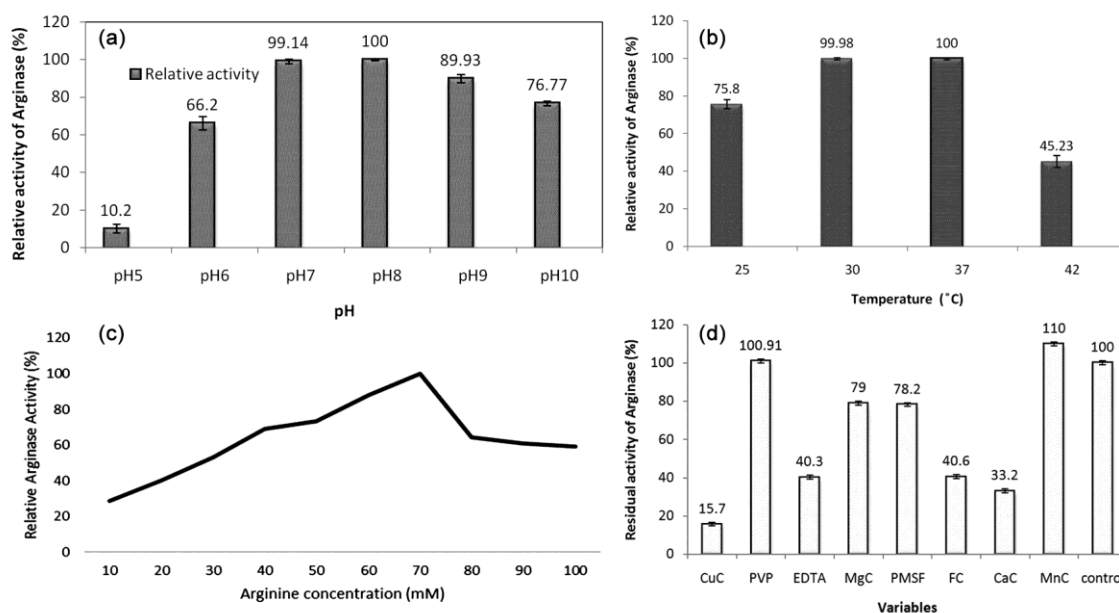 (a)
Relative activity of Arginase (%)
120
100
80
60
40
20
0
Relative activity
10.2
66.2
99.14
100
89.93
76.77
pH5 pH6 pH7 pH8 pH9 pH10
pH
(b)
Relative activity of Arginase (%)
120
100
80
60
40
20
0
75.8
99.98
100
45.23
25 30 37 42
Temperature (˚C)
(c)
Relative Arginase Activity (%)
120
100
80
60
40
20
0
10 20 30 40 50 60 70 80 90 100
Arginine concentration (mM)
(d)
Residual activity of Arginase (%)
120
100
80
60
40
20
0
15.7
100.91
40.3
79
78.2
40.6
33.2
110
100
CuC PVP EDTA MgC PMSF FC CaC MnC contro
Variables